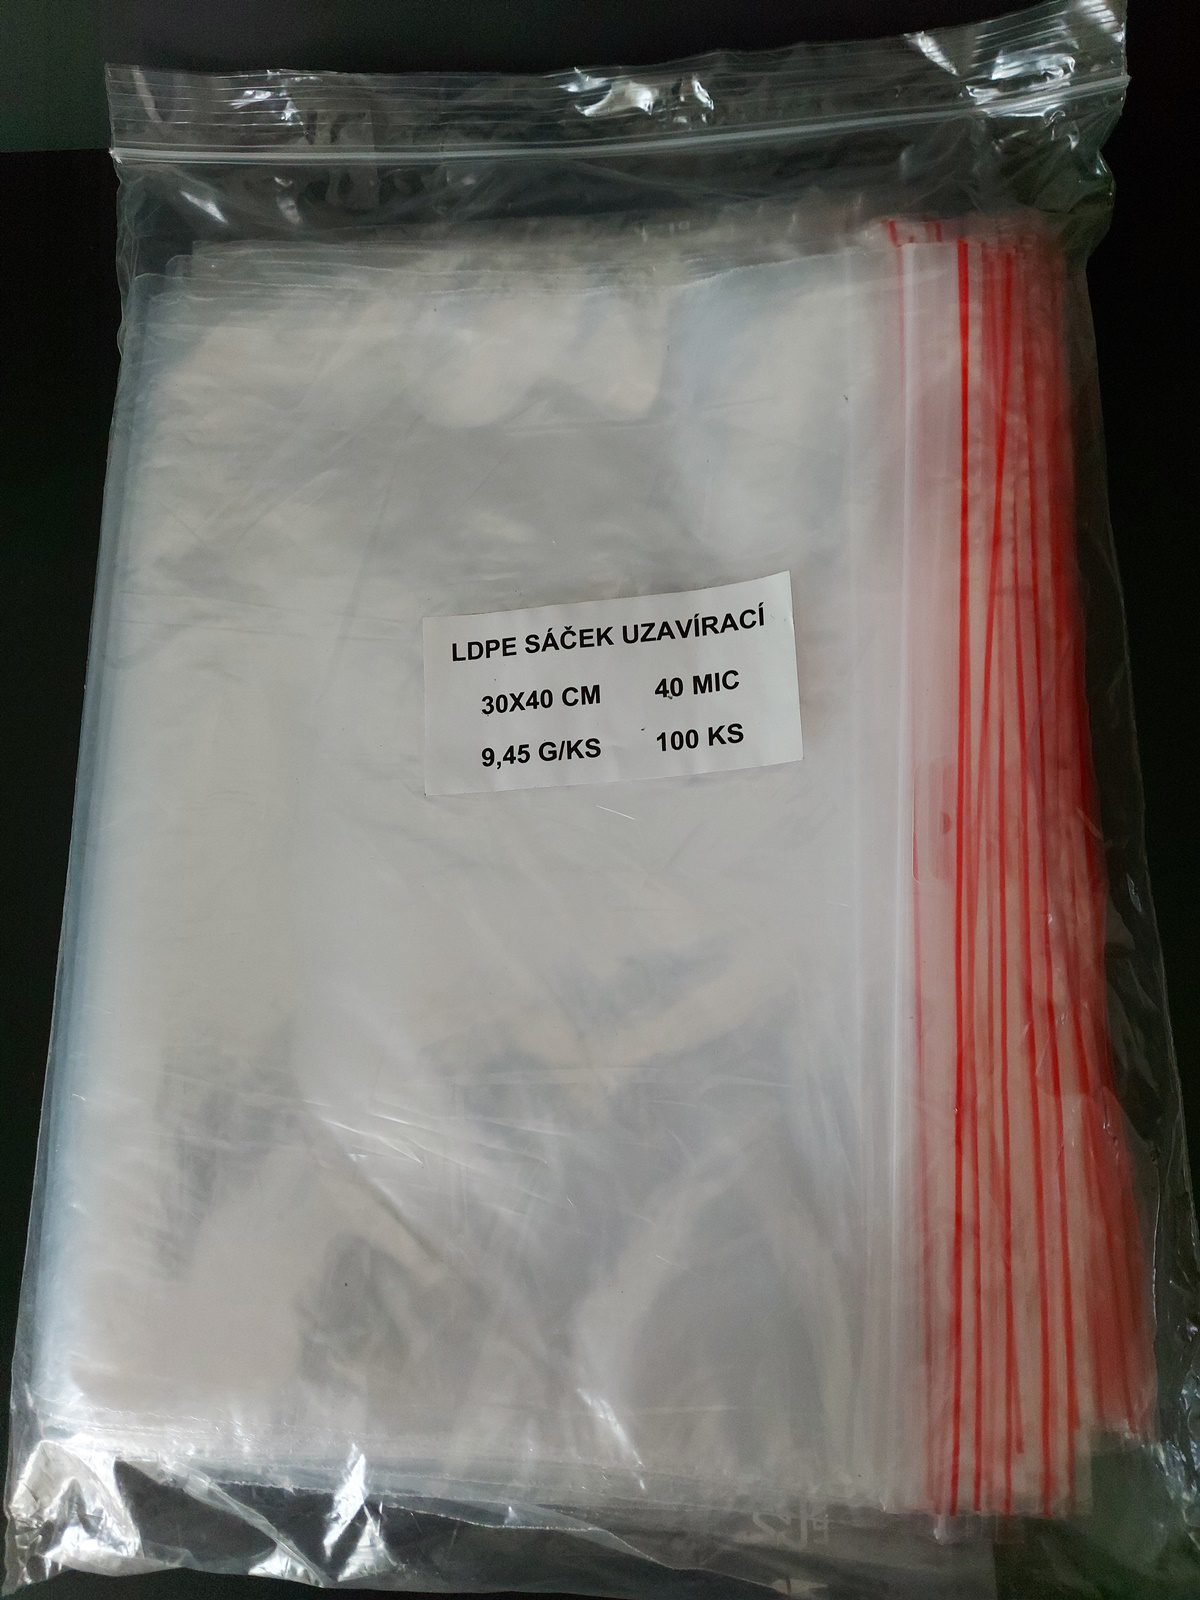 LDPE SÁČEK UZAVÍRACÍ
30X40 CM 40 MIC
9,45 G/KS 100 KS